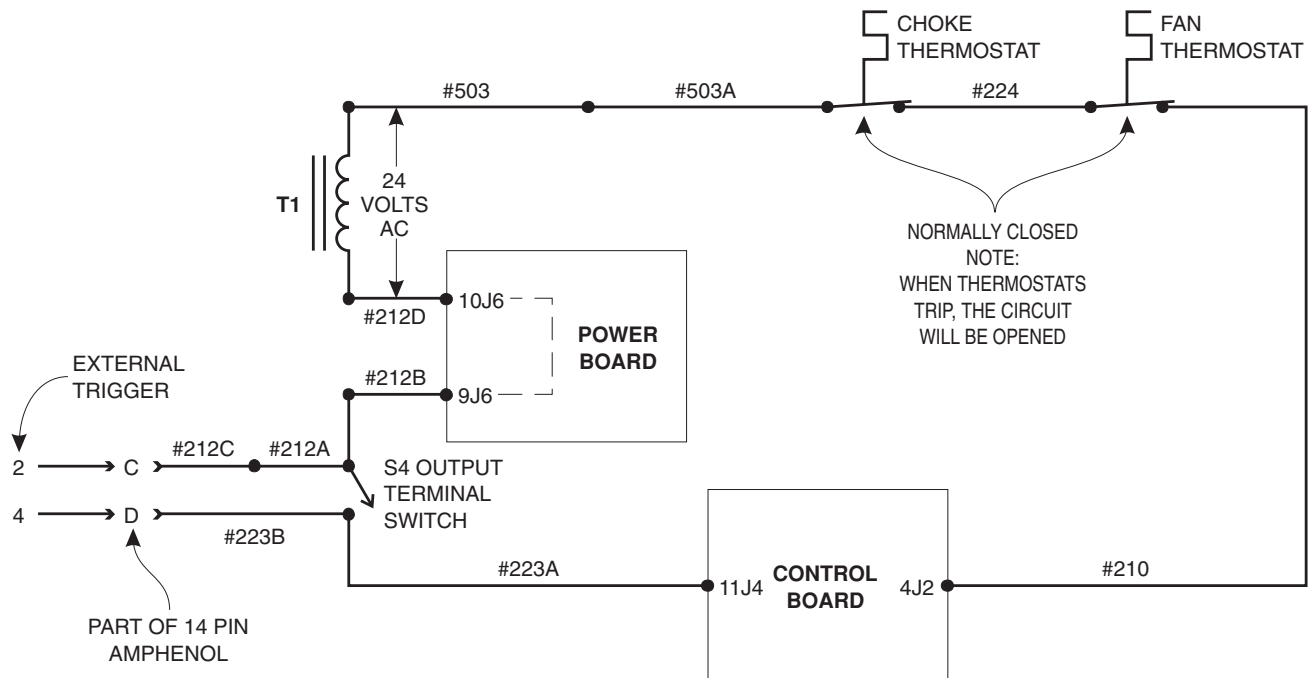 CHOKE
THERMOSTAT
FAN
THERMOSTAT
#503
#503A
#224
T1
24
VOLTS
AC
NORMALLY CLOSED
NOTE:
WHEN THERMOSTATS
TRIP, THE CIRCUIT
WILL BE OPENED
#212D
10J6
POWER
BOARD
#212B
9J6
EXTERNAL
TRIGGER
2
C
#212C
#212A
S4 OUTPUT
TERMINAL
SWITCH
4
D
#223B
#223A
11J4
CONTROL
BOARD
4J2
#210
PART OF 14 PIN
AMPHENOL